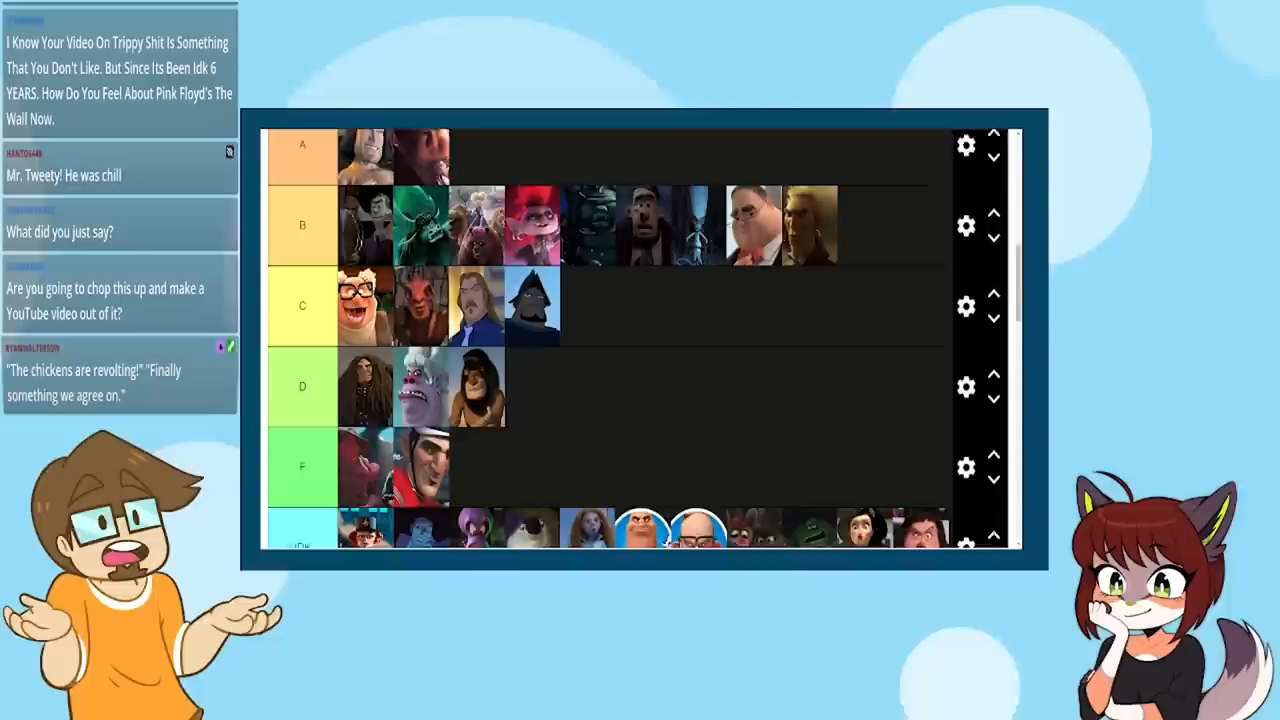 I Know Your Video On Trippy Shit Is Something
That You Don't Like. But Since Its Been Idk 6
YEARS. How Do You Feel About Pink Floyd's The
Wall Now.
Mr. Tweety! He was chill
What did you just say?
Are you going to chop this up and make a
YouTube video out of it?
RYANWALTERSON
"The chickens are revolting!" "Finally
something we agree on."
A
B
C
D
F